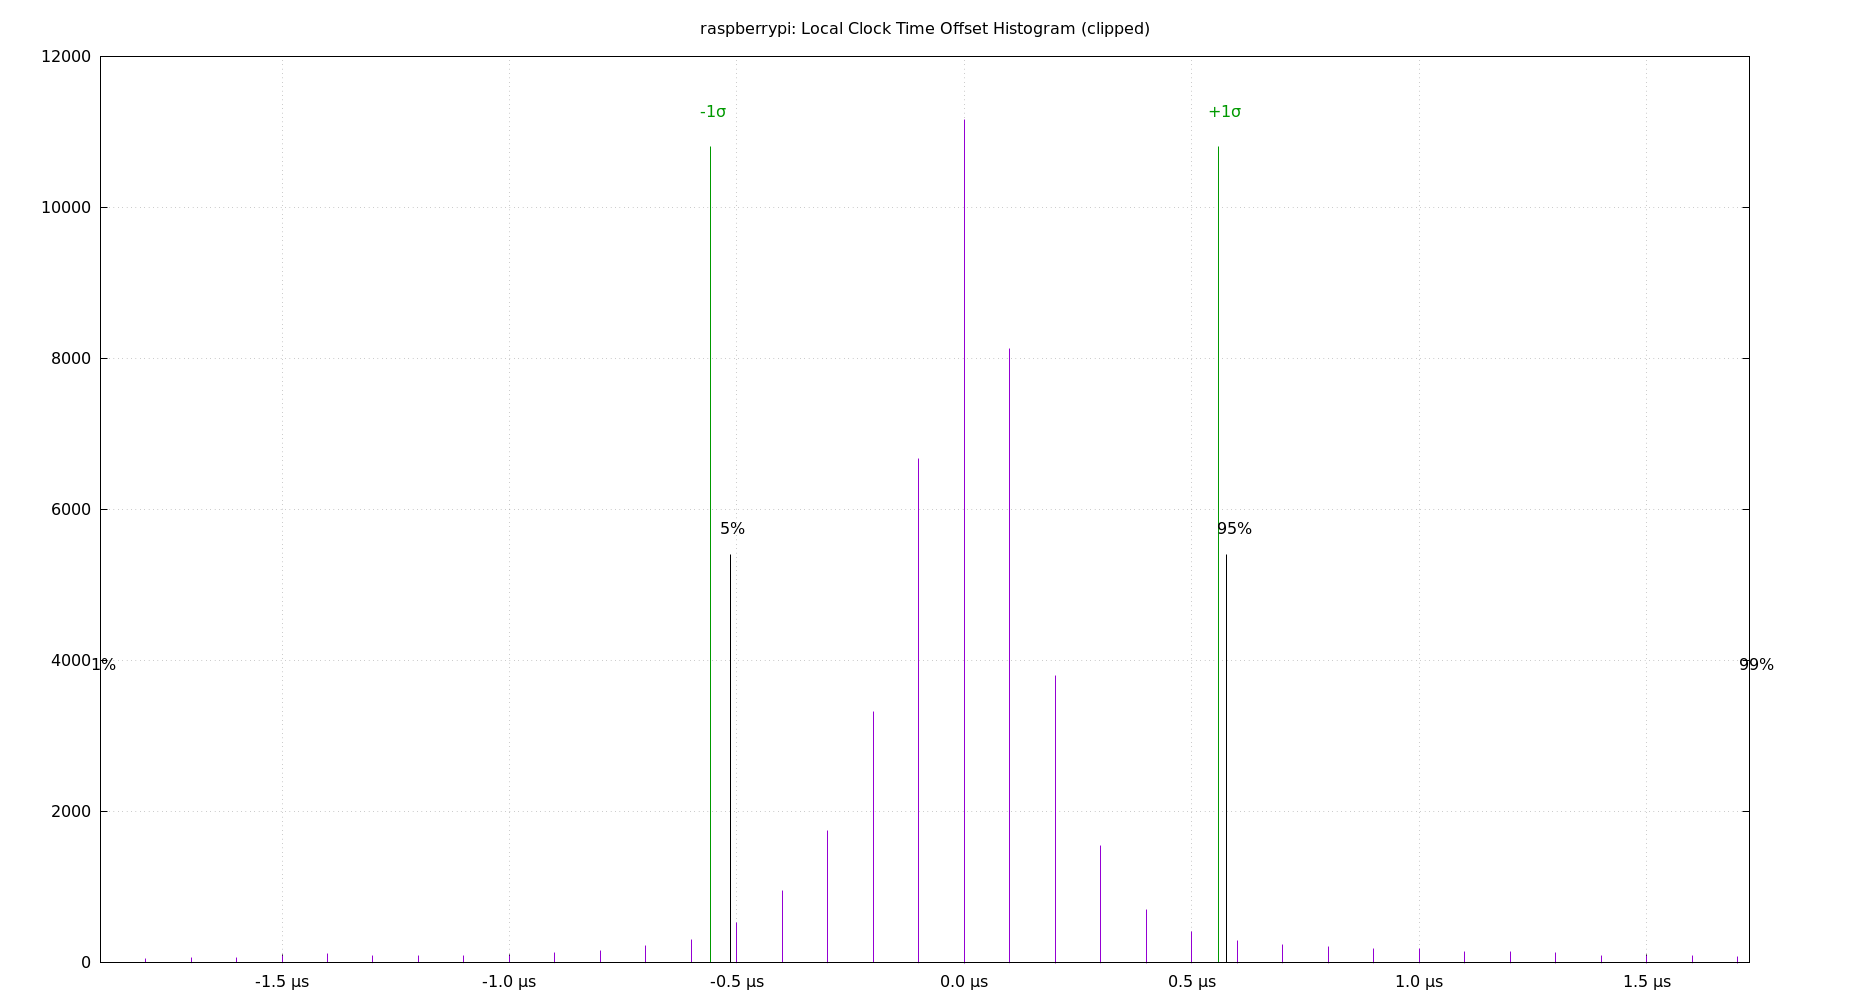 raspberrypi: Local Clock Time Offset Histogram (clipped)
12000
-1σ
+1σ
10000
8000
6000
5%
95%
4000
1%
99%
2000
0
-1.5 µs
-1.0 µs
-0.5 µs
0.0 µs
0.5 µs
1.0 µs
1.5 µs